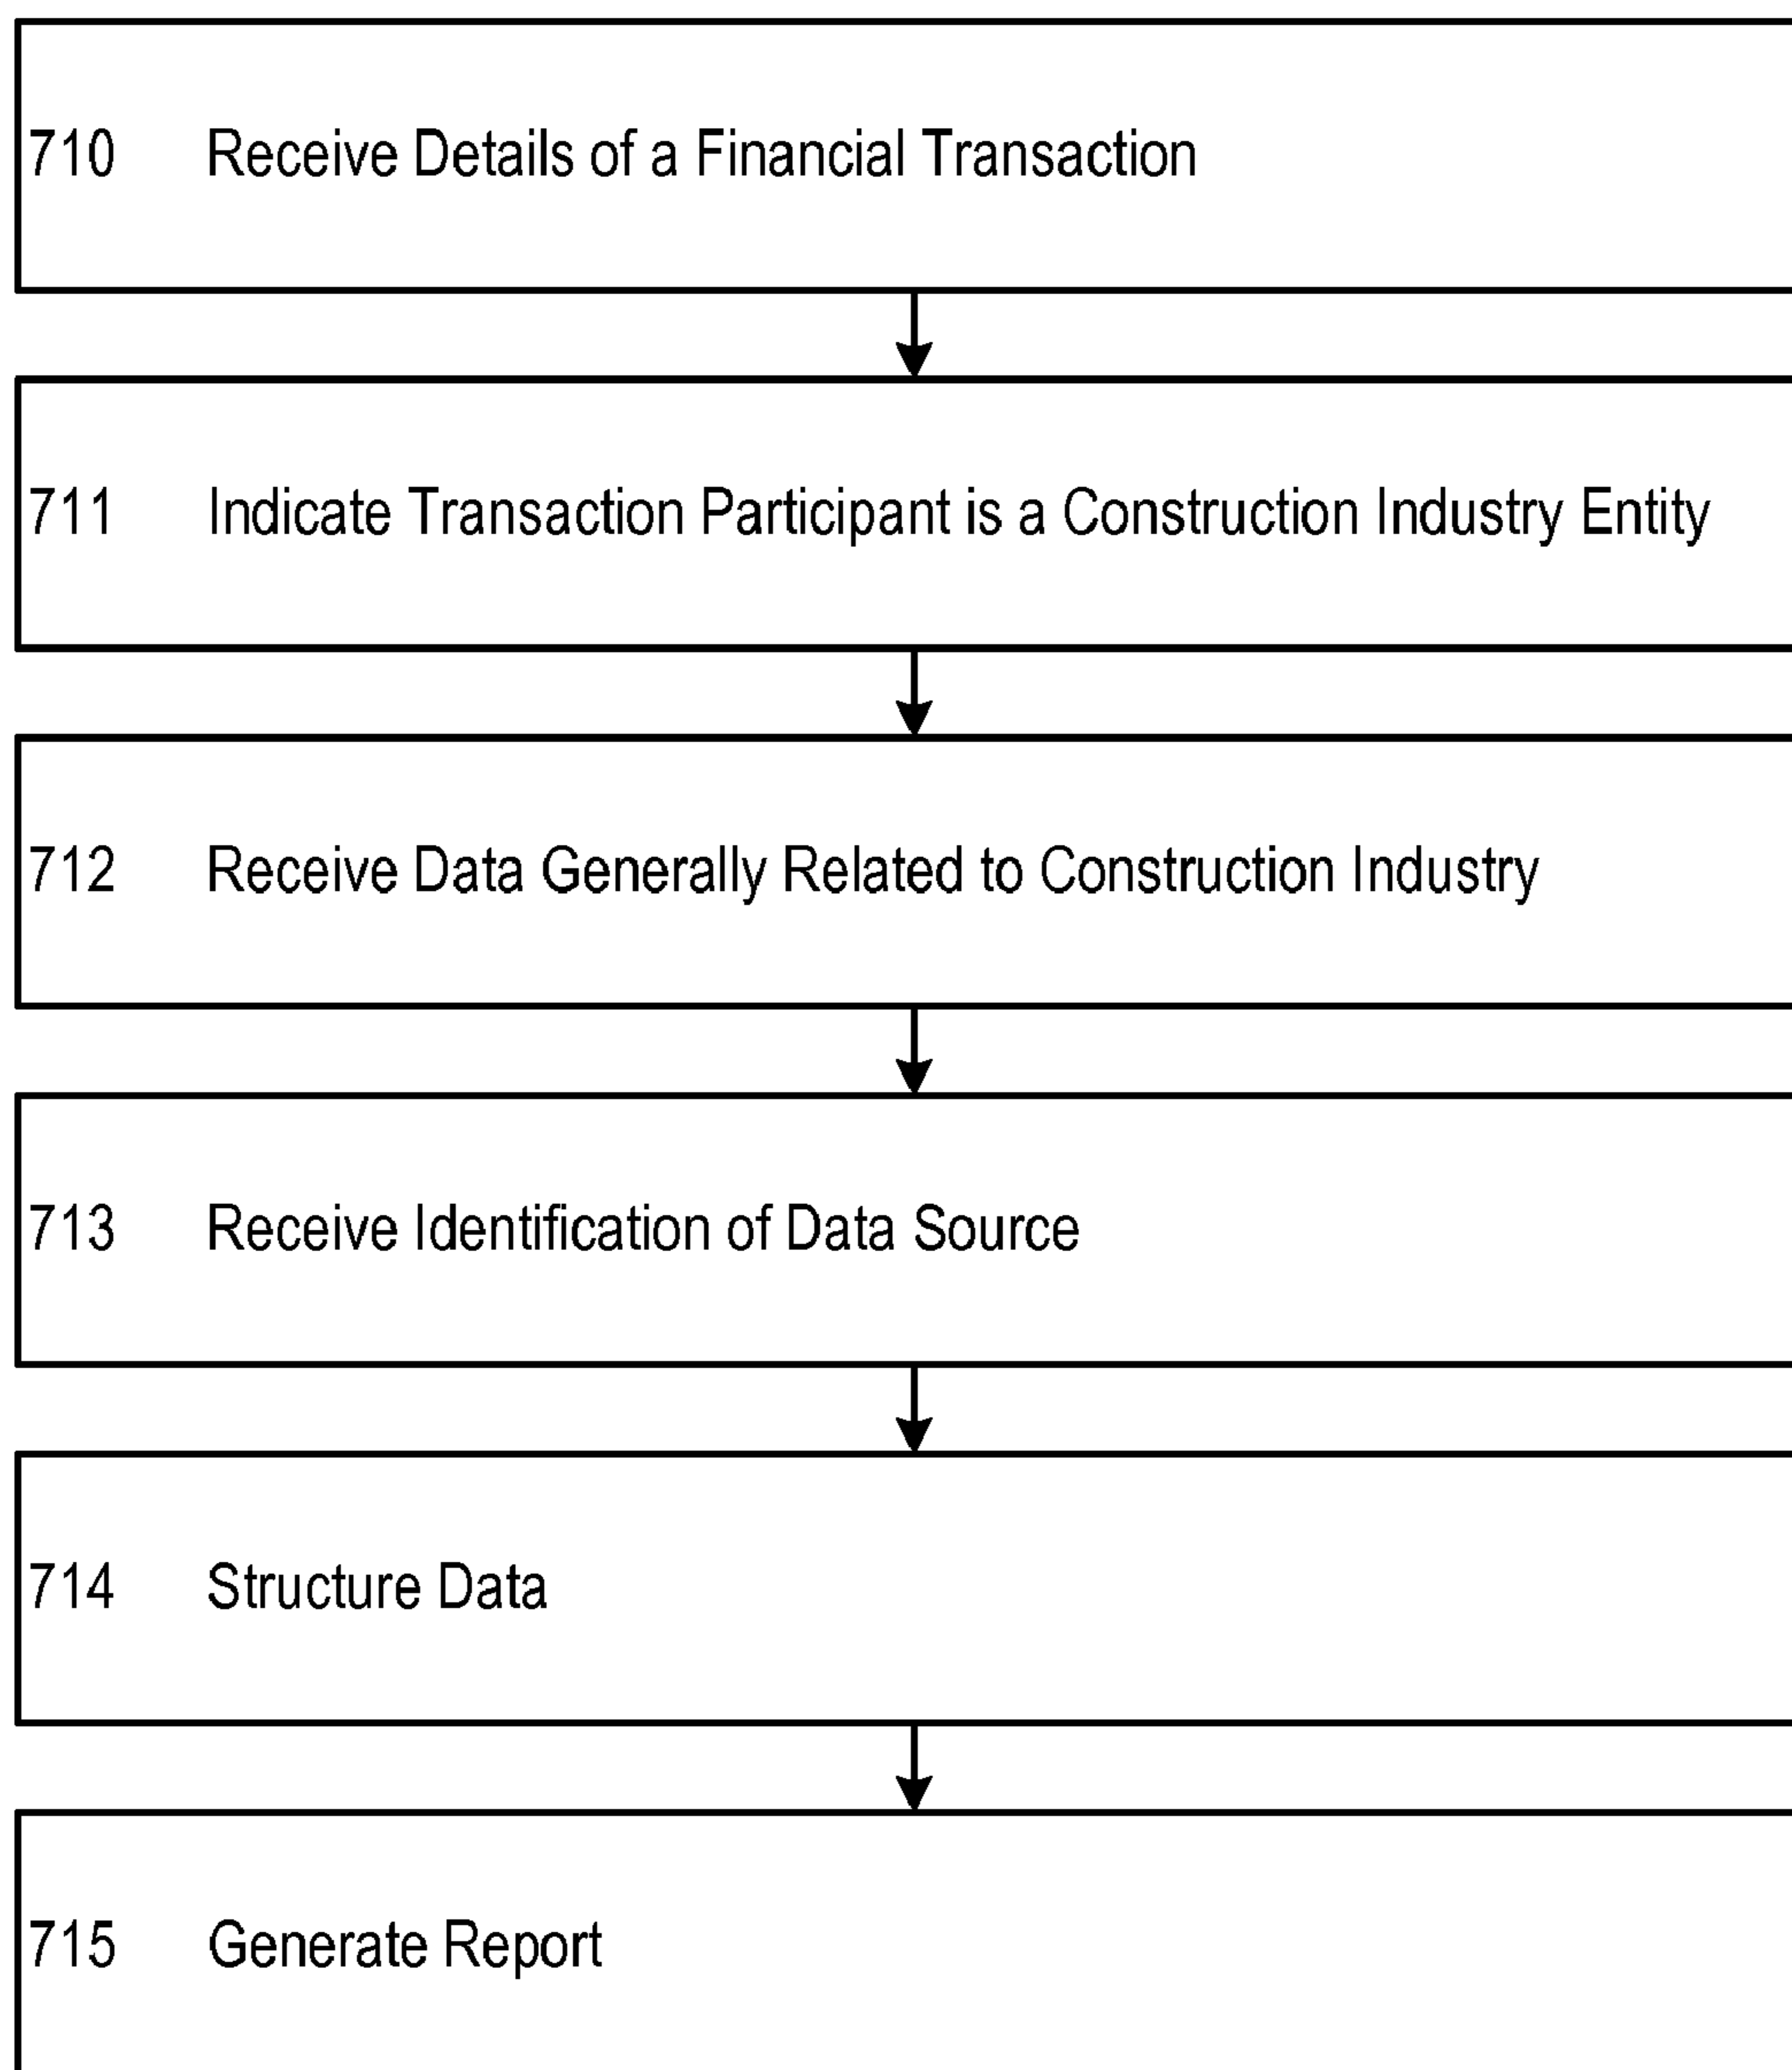 710 Receive Details of a Financial Transaction
711 Indicate Transaction Participant is a Construction Industry Entity
712 Receive Data Generally Related to Construction Industry
713 Receive Identification of Data Source
714 Structure Data
715 Generate Report